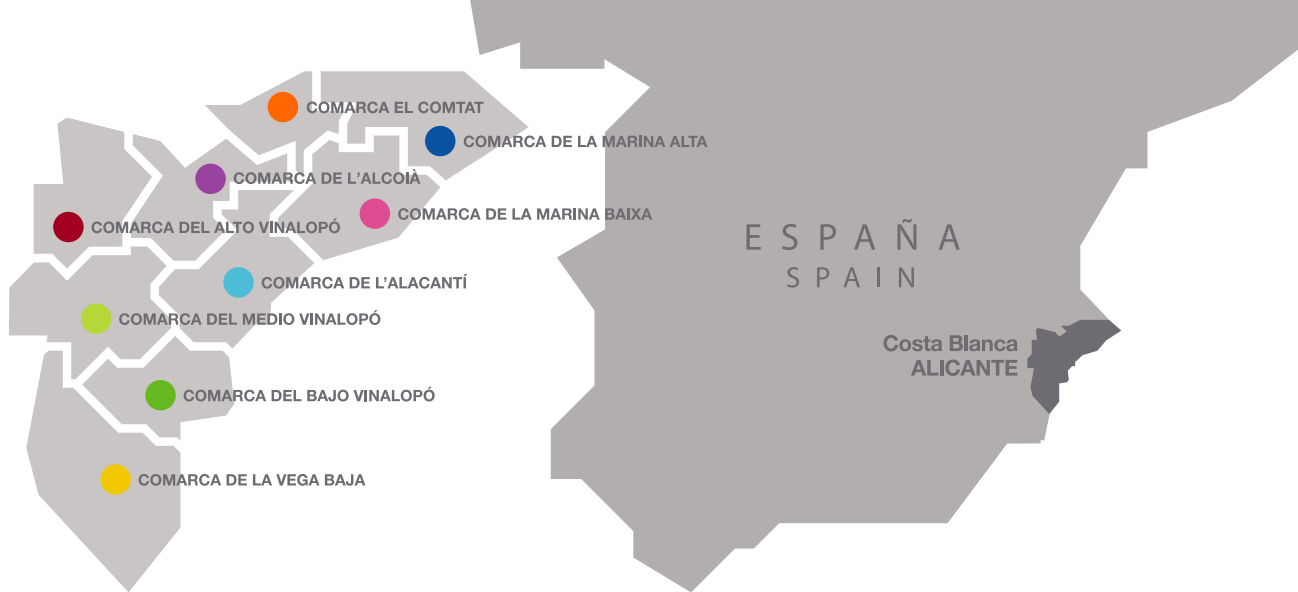 COMARCA EL COMTAT
COMARCA DE LA MARINA ALTA
COMARCA DE L'ALCOIÀ
COMARCA DE LA MARINA BAIXA
COMARCA DEL ALTO VINALOPÓ
COMARCA DE L'ALACANTÍ
COMARCA DEL MEDIO VINALOPÓ
COMARCA DEL BAJO VINALOPÓ
COMARCA DE LA VEGA BAJA
ESPAÑA
SPAIN
Costa Blanca
ALICANTE